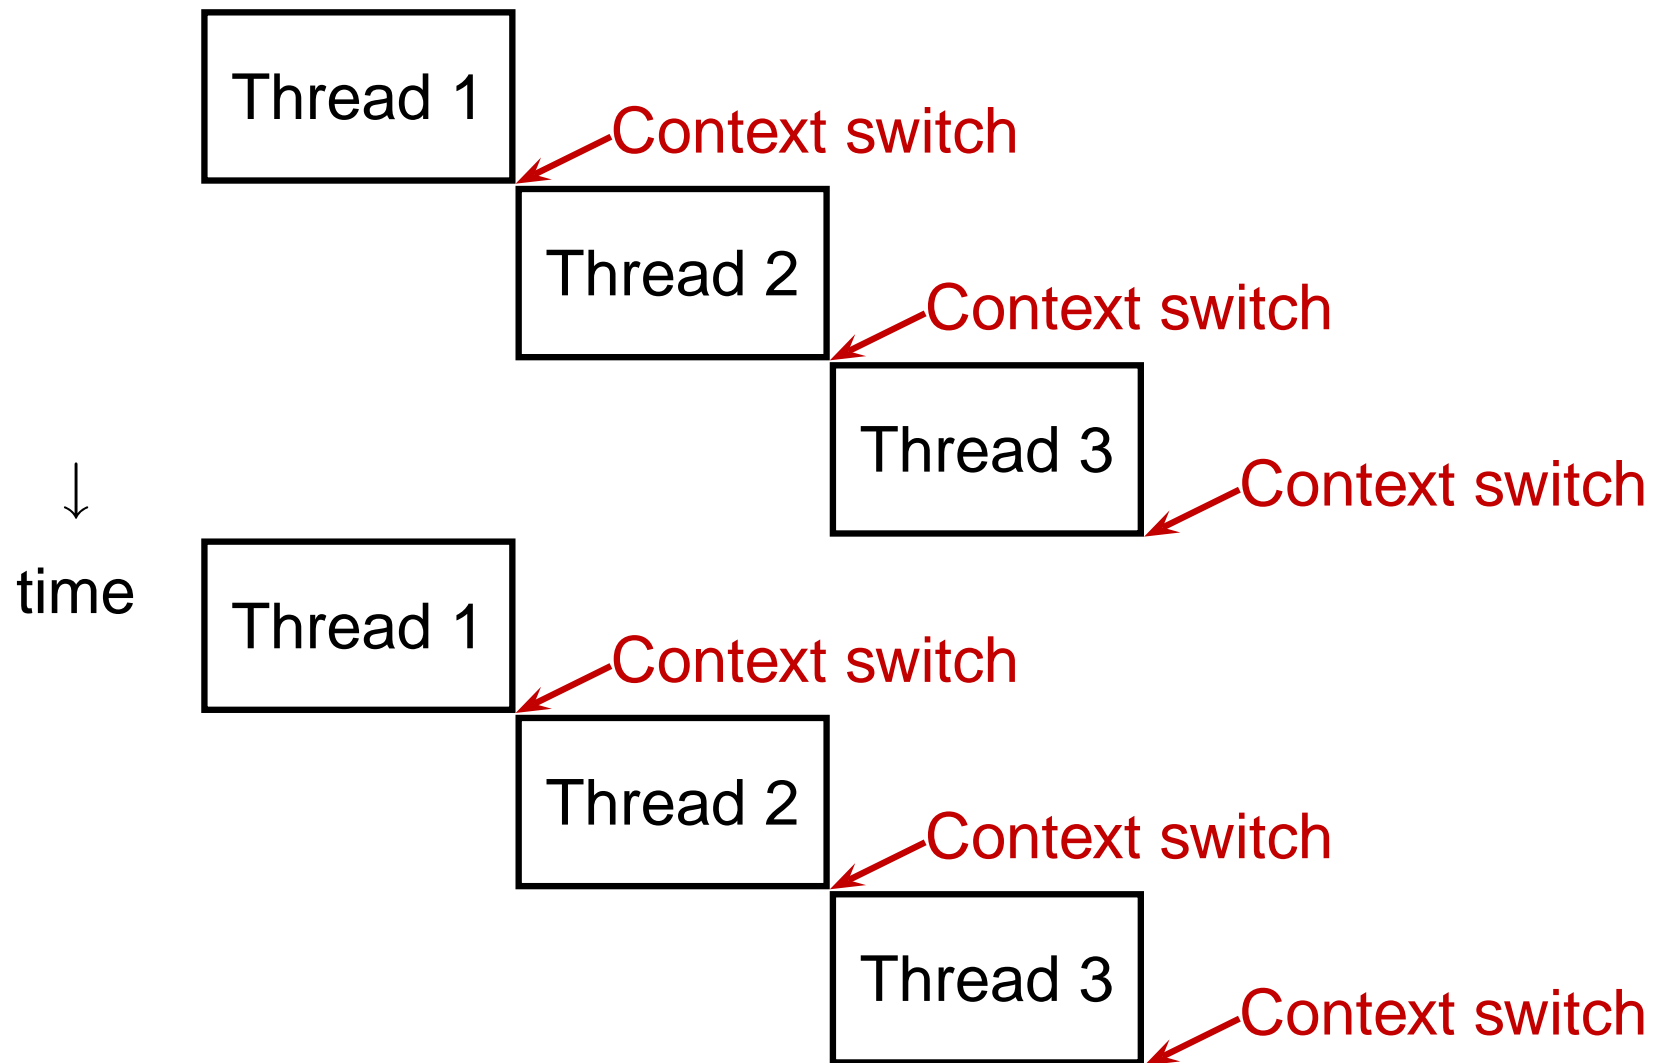 Thread 1
Context switch
Thread 2
Context switch
Thread 3
Context switch
↓
time
Thread 1
Context switch
Thread 2
Context switch
Thread 3
Context switch